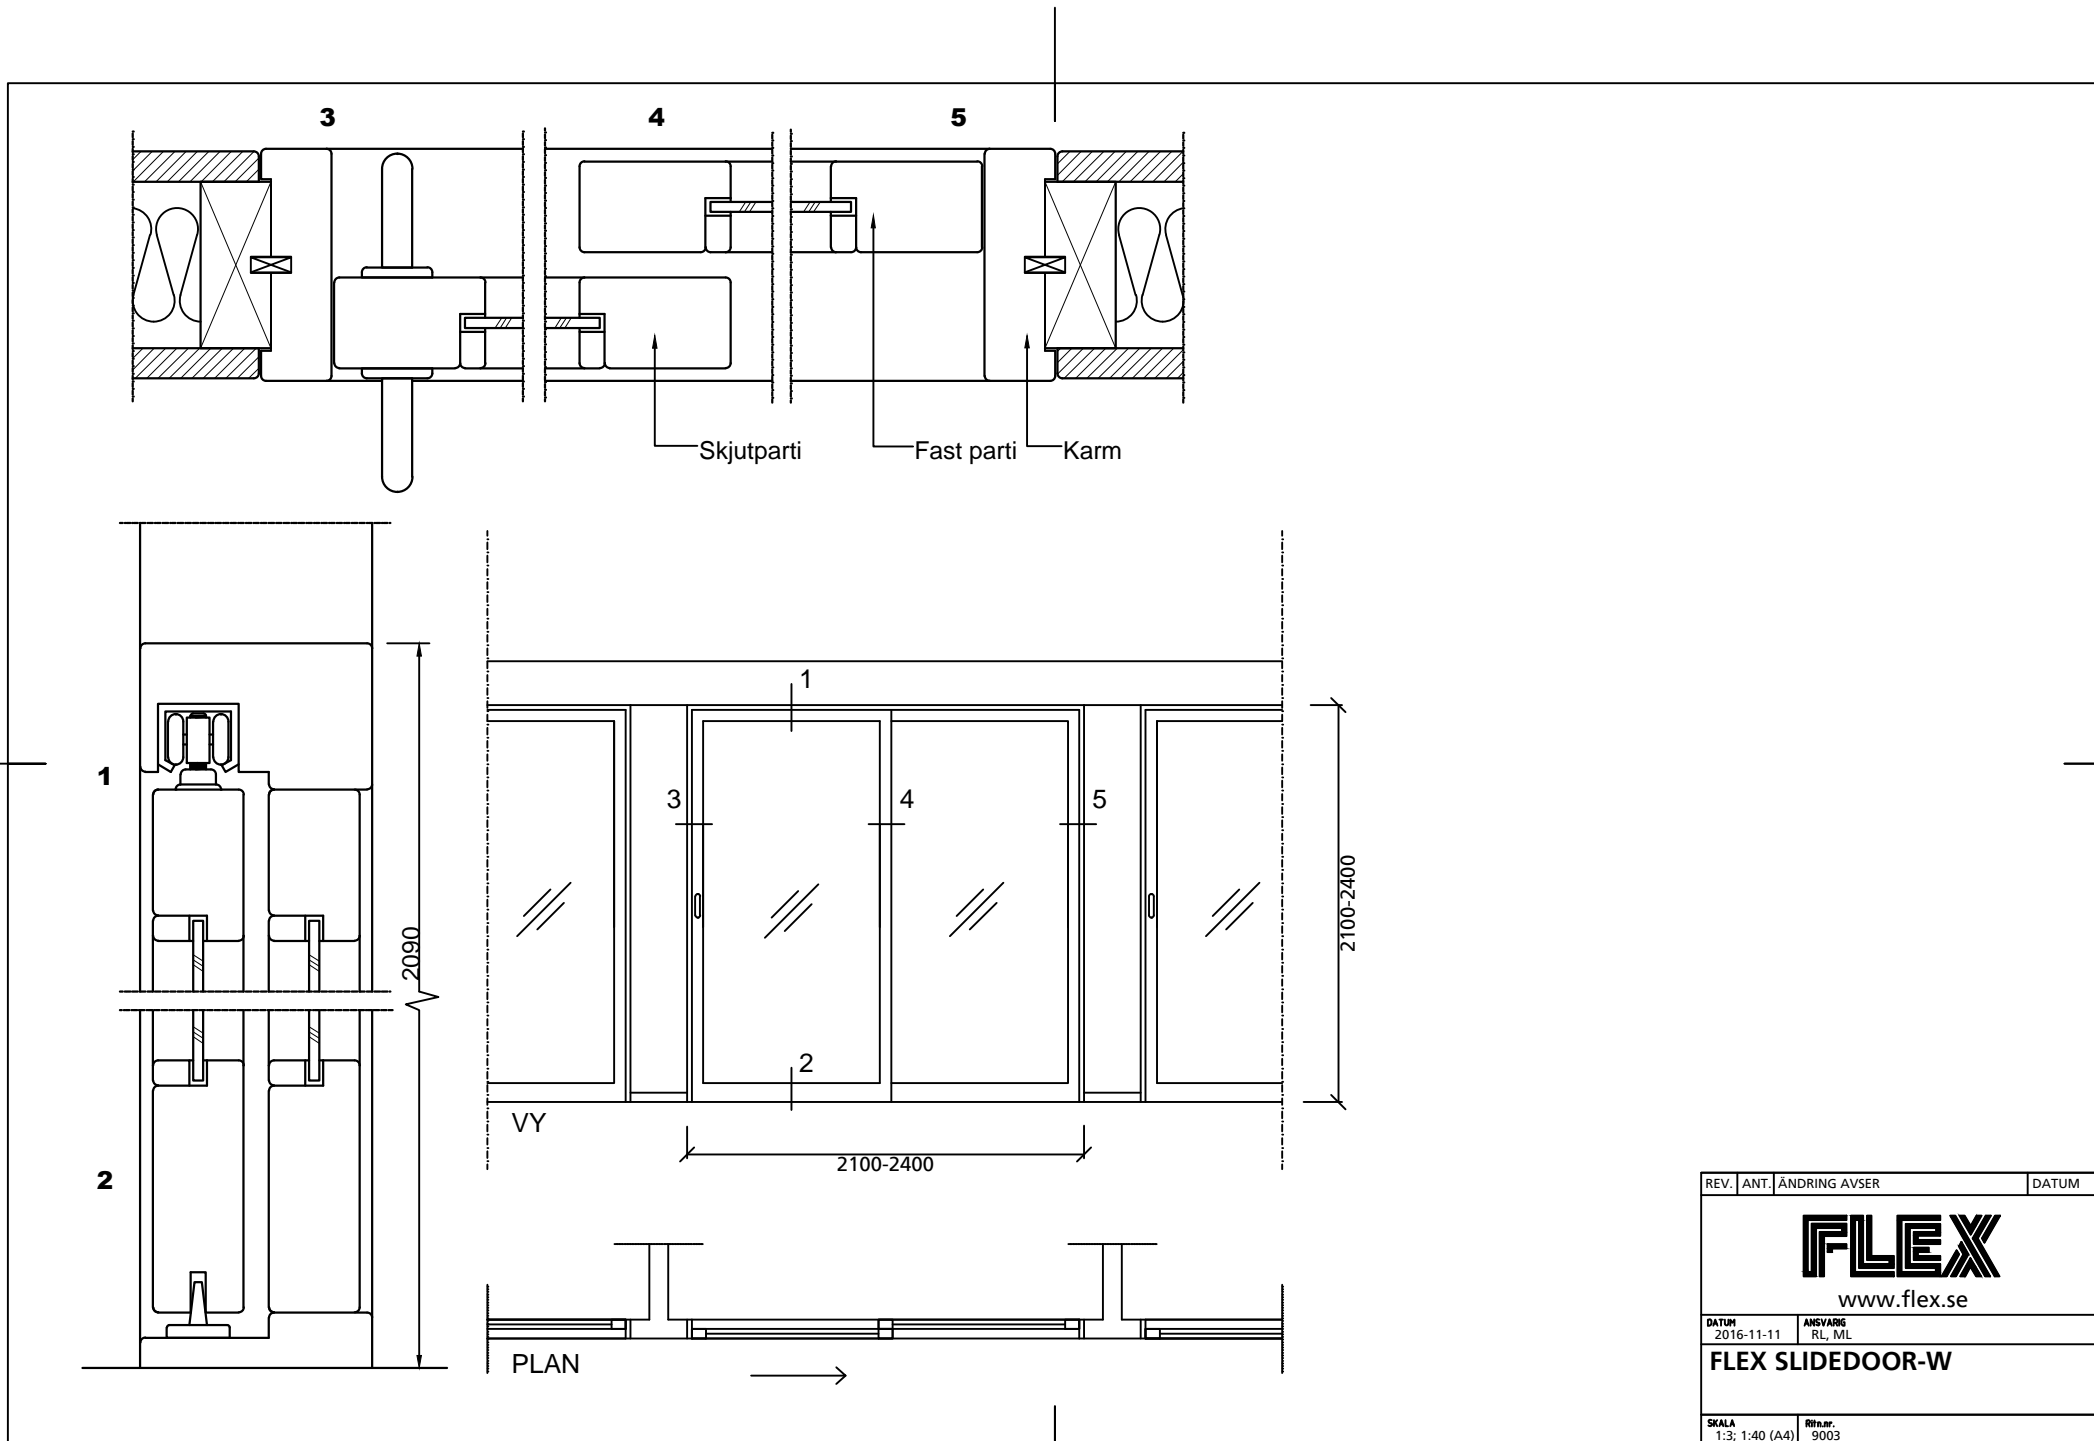 3 4 5
Skjutparti Fast parti Karm
1
2
2090
1
3 4 5
2
2100-2400
VY
2100-2400
PLAN
REV. ANT. ÄNDRING AVSER DATUM
FLEX
www.flex.se
DATUM ANSVARIG
2016-11-11 RL, ML
FLEX SLIDEDOOR-W
SKALA Ritn.nr.
1:3; 1:40 (A4) 9003